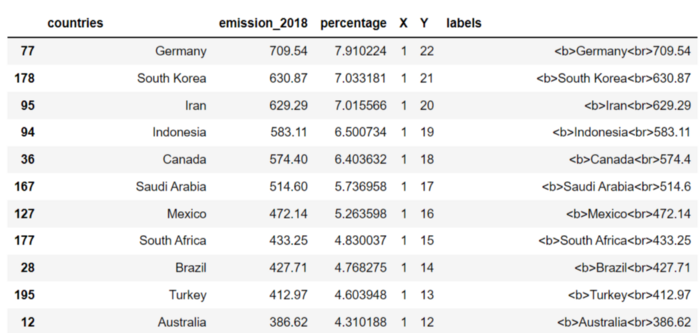 countries emission_2018 percentage X Y labels
77 Germany 709.54 7.910224 1 22 <b>Germany<br>709.54
178 South Korea 630.87 7.033181 1 21 <b>South Korea<br>630.87
95 Iran 629.29 7.015566 1 20 <b>Iran<br>629.29
94 Indonesia 583.11 6.500734 1 19 <b>Indonesia<br>583.11
36 Canada 574.40 6.403632 1 18 <b>Canada<br>574.4
167 Saudi Arabia 514.60 5.736958 1 17 <b>Saudi Arabia<br>514.6
127 Mexico 472.14 5.263598 1 16 <b>Mexico<br>472.14
177 South Africa 433.25 4.830037 1 15 <b>South Africa<br>433.25
28 Brazil 427.71 4.768275 1 14 <b>Brazil<br>427.71
195 Turkey 412.97 4.603948 1 13 <b>Turkey<br>412.97
12 Australia 386.62 4.310188 1 12 <b>Australia<br>386.62